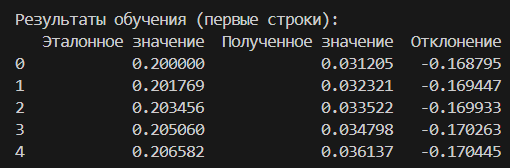 Результаты обучения (первые строки):
Эталонное значение Полученное значение Отклонение
0 0.200000 0.031205 -0.168795
1 0.201769 0.032321 -0.169447
2 0.203456 0.033522 -0.169933
3 0.205060 0.034798 -0.170263
4 0.206582 0.036137 -0.170445